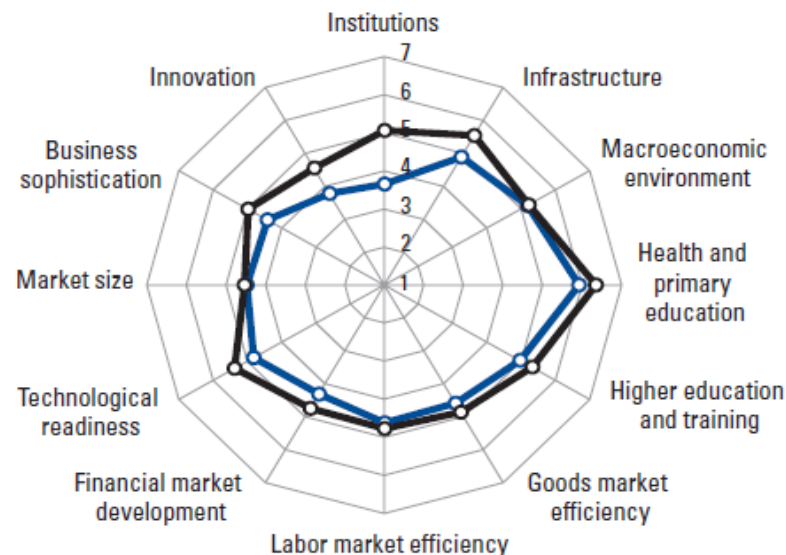 Institutions
7
6
5
4
3
2
1
Infrastructure
Macroeconomic
environment
Health and
primary
education
Higher education
and training
Goods market
efficiency
Labor market efficiency
Financial market
development
Technological
readiness
Market size
Business
sophistication
Innovation